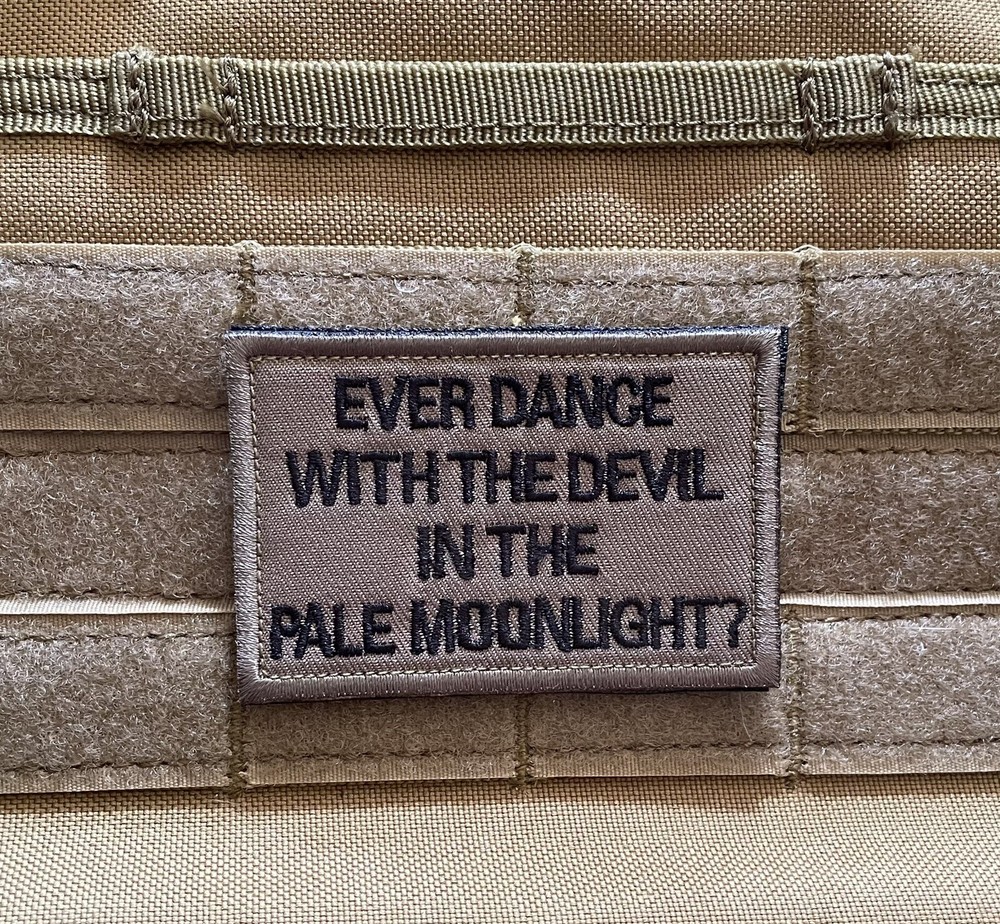 EVER DANCE
WITH THE DEVIL
IN THE
PALE MOONLIGHT?